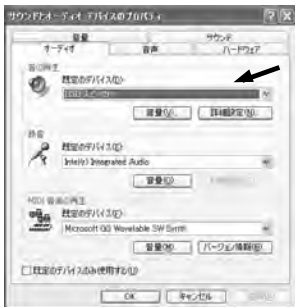 サウンドとオーディオ デバイスのプロパティ
音量 サウンド
オーディオ 音声 ハードウェア
音の再生
既定のデバイス(D):
USB スピーカー
音量(V)... 詳細設定(N)...
録音
既定のデバイス(E):
Intel(r) Integrated Audio
音量(O)...
MIDI 音楽の再生
既定のデバイス(F):
Microsoft GS Wavetable SW Synth
音量(M)... バージョン情報(B)...
既定のデバイスのみ使用する(U)
OK キャンセル